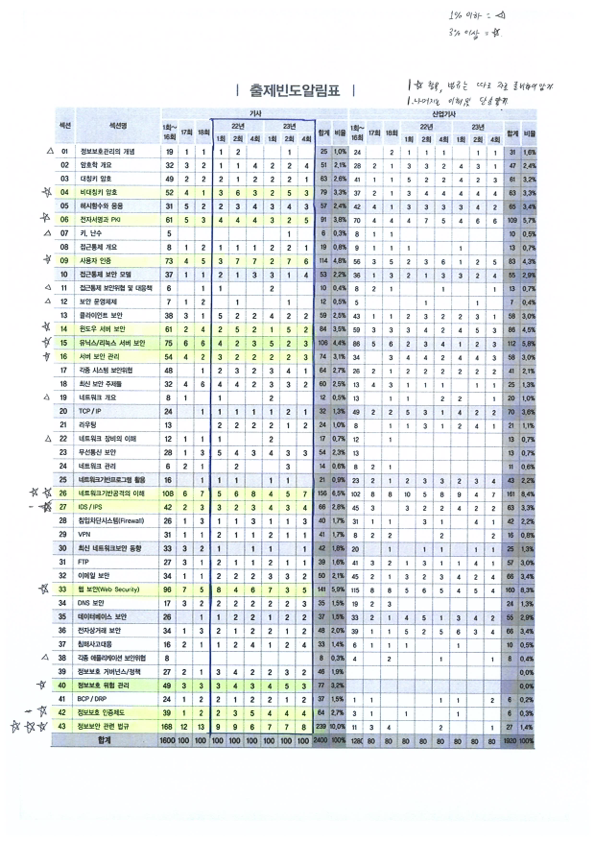 1% 이하 = △
3% 이상 = ☆
| 출제빈도알림표 |
기사 산업기사
섹션 섹션명 1회~16회 17회 18회 22년 23년 합계 비율 1회~16회 17회 18회 22년 23년 합계 비율
1회 2회 4회 1회 2회 4회 1회 2회 4회 1회 2회 4회
△ 01 정보보호관리의 개념 19 1 1 1 2 1 25 1,0% 24 2 1 1 1 1 1 31 1,6%
02 암호학 개요 32 3 2 1 1 4 2 2 4 51 2,1% 28 2 1 3 3 2 4 3 1 47 2,4%
03 대칭키 암호 49 2 2 2 1 2 1 2 2 63 2,6% 41 1 1 5 2 2 4 2 3 61 3,2%
☆ 04 비대칭키 암호 52 4 1 3 6 3 2 5 3 79 3,3% 37 2 1 3 4 4 4 4 4 63 3,3%
05 해시함수와 응용 31 5 2 2 3 4 3 4 3 57 2,4% 42 1 4 3 3 3 3 4 2 65 3,4%
☆ 06 전자서명과 PKI 61 5 3 4 4 4 3 2 5 91 3,8% 70 4 4 4 7 5 4 6 6 109 5,7%
△ 07 키, 난수 5 1 6 0,3% 9 1 10 0,5%
08 접근통제 개요 8 1 2 1 1 1 2 2 1 19 0,8% 9 1 1 1 1 13 0,7%
☆ 09 사용자 인증 73 4 5 3 7 7 2 7 6 114 4,8% 56 3 5 2 3 6 1 2 5 83 4,3%
10 접근통제 보안 모델 37 1 1 2 1 3 3 1 4 53 2,2% 36 1 3 2 1 3 3 2 4 55 2,9%
△ 11 접근통제 보안위협 및 대응책 6 1 1 2 10 0,4% 8 2 1 1 1 13 0,7%
△ 12 보안 운영체제 7 1 2 1 1 12 0,5% 5 1 1 7 0,4%
13 클라이언트 보안 38 3 1 5 2 2 4 2 2 59 2,5% 43 2 1 58 3,0%
☆ 14 윈도우 서버 보안 61 2 4 2 5 2 1 5 2 84 3,5% 59 3 3 3 4 2 4 4 4 86 4,5%
☆ 15 유닉스/리눅스 서버 보안 75 6 6 4 2 3 5 2 3 106 4,4% 86 5 6 2 3 3 3 1 3 112 5,8%
☆ 16 서버 보안 관리 54 4 2 3 2 2 2 2 3 74 3,1% 34 3 4 4 2 4 4 3 58 3,0%
17 각종 시스템 보안위협 48 1 2 3 2 3 4 1 64 2,7% 26 2 1 2 2 2 2 2 2 41 2,1%
18 최신 보안 주제들 32 4 6 4 4 2 3 3 2 60 2,5% 13 4 3 1 1 1 1 1 25 1,3%
△ 19 네트워크 개요 8 1 1 2 12 0,5% 13 1 1 2 2 1 20 1,0%
20 TCP / IP 24 1 1 1 1 1 2 1 32 1,3% 49 2 2 5 1 4 2 2 70 3,6%
21 라우팅 13 2 2 2 2 1 2 24 1,0% 8 2 1 1 3 1 2 1 2 21 1,1%
△ 22 네트워크 장비의 이해 12 1 1 1 2 17 0,7% 12 1 13 0,7%
23 무선통신 보안 28 1 3 5 4 3 3 4 3 54 2,3% 13 13 0,7%
24 네트워크 관리 6 2 1 2 3 14 0,6% 8 2 1 11 0,6%
25 네트워크기반프로그램 활용 16 1 1 1 1 1 21 0,9% 23 2 1 2 3 3 2 3 4 43 2,2%
☆☆ 26 네트워크기반공격의 이해 108 6 7 5 6 8 4 5 7 156 6,5% 102 8 8 10 5 8 9 4 7 161 8,4%
-☆ 27 IDS / IPS 42 2 3 3 2 3 4 3 4 66 2,8% 45 3 2 63 3,3%
28 침입차단시스템(Firewall) 26 1 3 1 1 3 1 1 3 40 1,7% 31 1 1 3 1 4 1 42 2,2%
29 VPN 31 1 2 1 1 2 1 1 41 1,7% 8 2 2 2 2 16 0,8%
30 최신 네트워크보안 동향 33 3 2 1 1 1 1 42 1,8% 20 1 1 1 1 1 25 1,3%
31 FTP 27 3 1 2 1 1 2 1 1 39 1,6% 41 3 2 1 3 1 1 4 1 57 3,0%
32 이메일 보안 34 1 1 2 2 2 3 3 2 50 2,1% 45 2 1 3 2 3 4 2 4 66 3,4%
☆ 33 웹 보안(Web Security) 96 7 5 8 4 6 7 3 5 141 5,9% 115 8 8 5 5 4 5 5 5 160 8,3%
34 DNS 보안 17 3 2 2 2 2 2 3 2 35 1,5% 19 2 3 24 1,3%
35 데이터베이스 보안 26 1 1 2 2 1 2 2 37 1,5% 33 2 1 4 5 1 3 4 2 55 2,9%
36 전자상거래 보안 34 1 3 2 1 2 2 1 2 48 2,0% 39 1 1 5 2 5 6 3 4 66 3,4%
37 침해사고대응 16 2 1 1 2 4 1 2 4 33 1,4% 6 1 1 1 1 10 0,5%
△ 38 각종 애플리케이션 보안위협 8 8 0,3% 4 2 1 1 8 0,4%
39 정보보호 거버넌스/정책 27 2 1 3 4 2 2 3 2 46 1,9% 0,0%
☆ 40 정보보호 위험 관리 49 3 3 3 4 3 4 5 3 77 3,2% 0,0%
41 BCP / DRP 24 1 2 1 2 2 1 2 2 37 1,5% 1 1 1 1 2 6 0,2%
-☆ 42 정보보호 인증제도 39 1 2 2 3 5 4 4 4 64 2,7% 3 1 1 1 6 0,3%
☆☆☆ 43 정보보안 관련 법규 168 12 13 9 9 6 7 7 8 239 10,0% 11 3 4 2 1 27 1,4%
합계 1600 100 100 100 100 100 100 100 100 2400 100% 1280 80 80 80 80 80 80 80 80 1920 100%